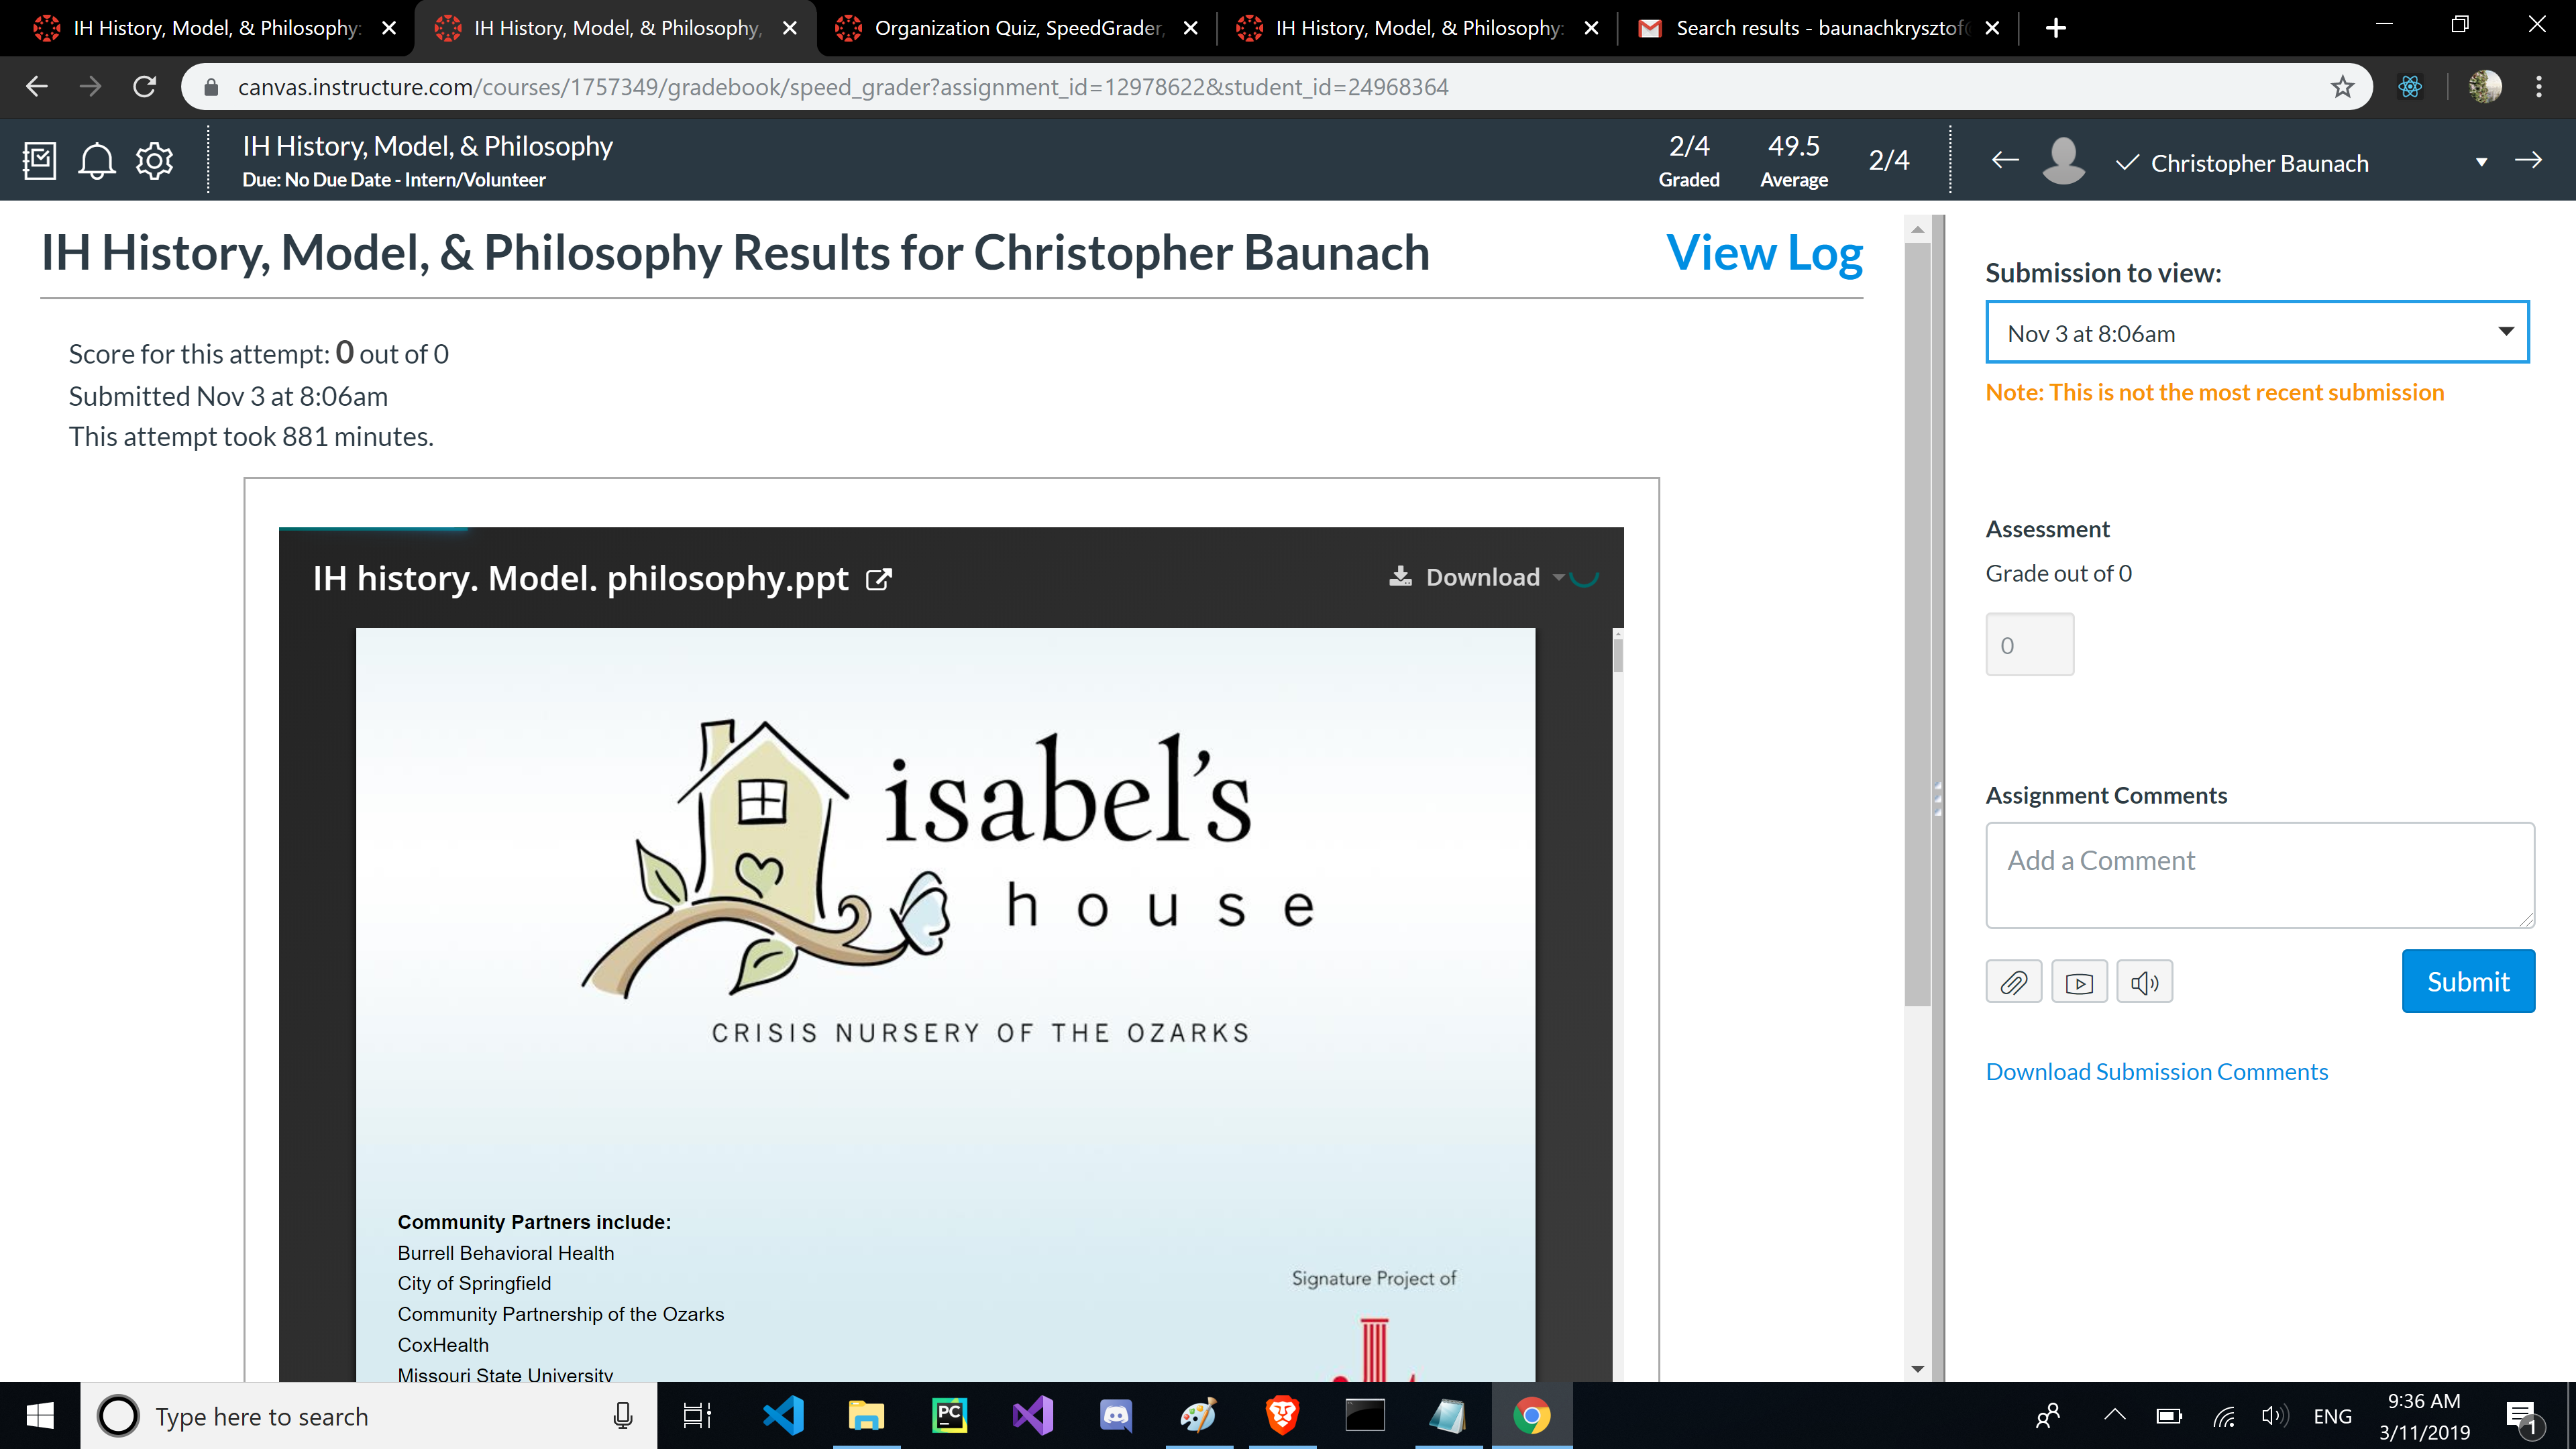 IH History, Model, & Philosophy:
IH History, Model, & Philosophy,
Organization Quiz, SpeedGrader,
IH History, Model, & Philosophy:
Search results - baunachkrysztof
canvas.instructure.com/courses/1757349/gradebook/speed_grader?assignment_id=12978622&student_id=24968364
IH History, Model, & Philosophy
Due: No Due Date - Intern/Volunteer
2/4
Graded
49.5
Average
2/4
Christopher Baunach
IH History, Model, & Philosophy Results for Christopher Baunach
View Log
Score for this attempt: 0 out of 0
Submitted Nov 3 at 8:06am
This attempt took 881 minutes.
IH history. Model. philosophy.ppt
Download
isabel's
house
CRISIS NURSERY OF THE OZARKS
Community Partners include:
Burrell Behavioral Health
City of Springfield
Community Partnership of the Ozarks
CoxHealth
Missouri State University
Signature Project of
Submission to view:
Nov 3 at 8:06am
Note: This is not the most recent submission
Assessment
Grade out of 0
0
Assignment Comments
Add a Comment
Submit
Download Submission Comments
Type here to search
PC
ENG
9:36 AM
3/11/2019
1